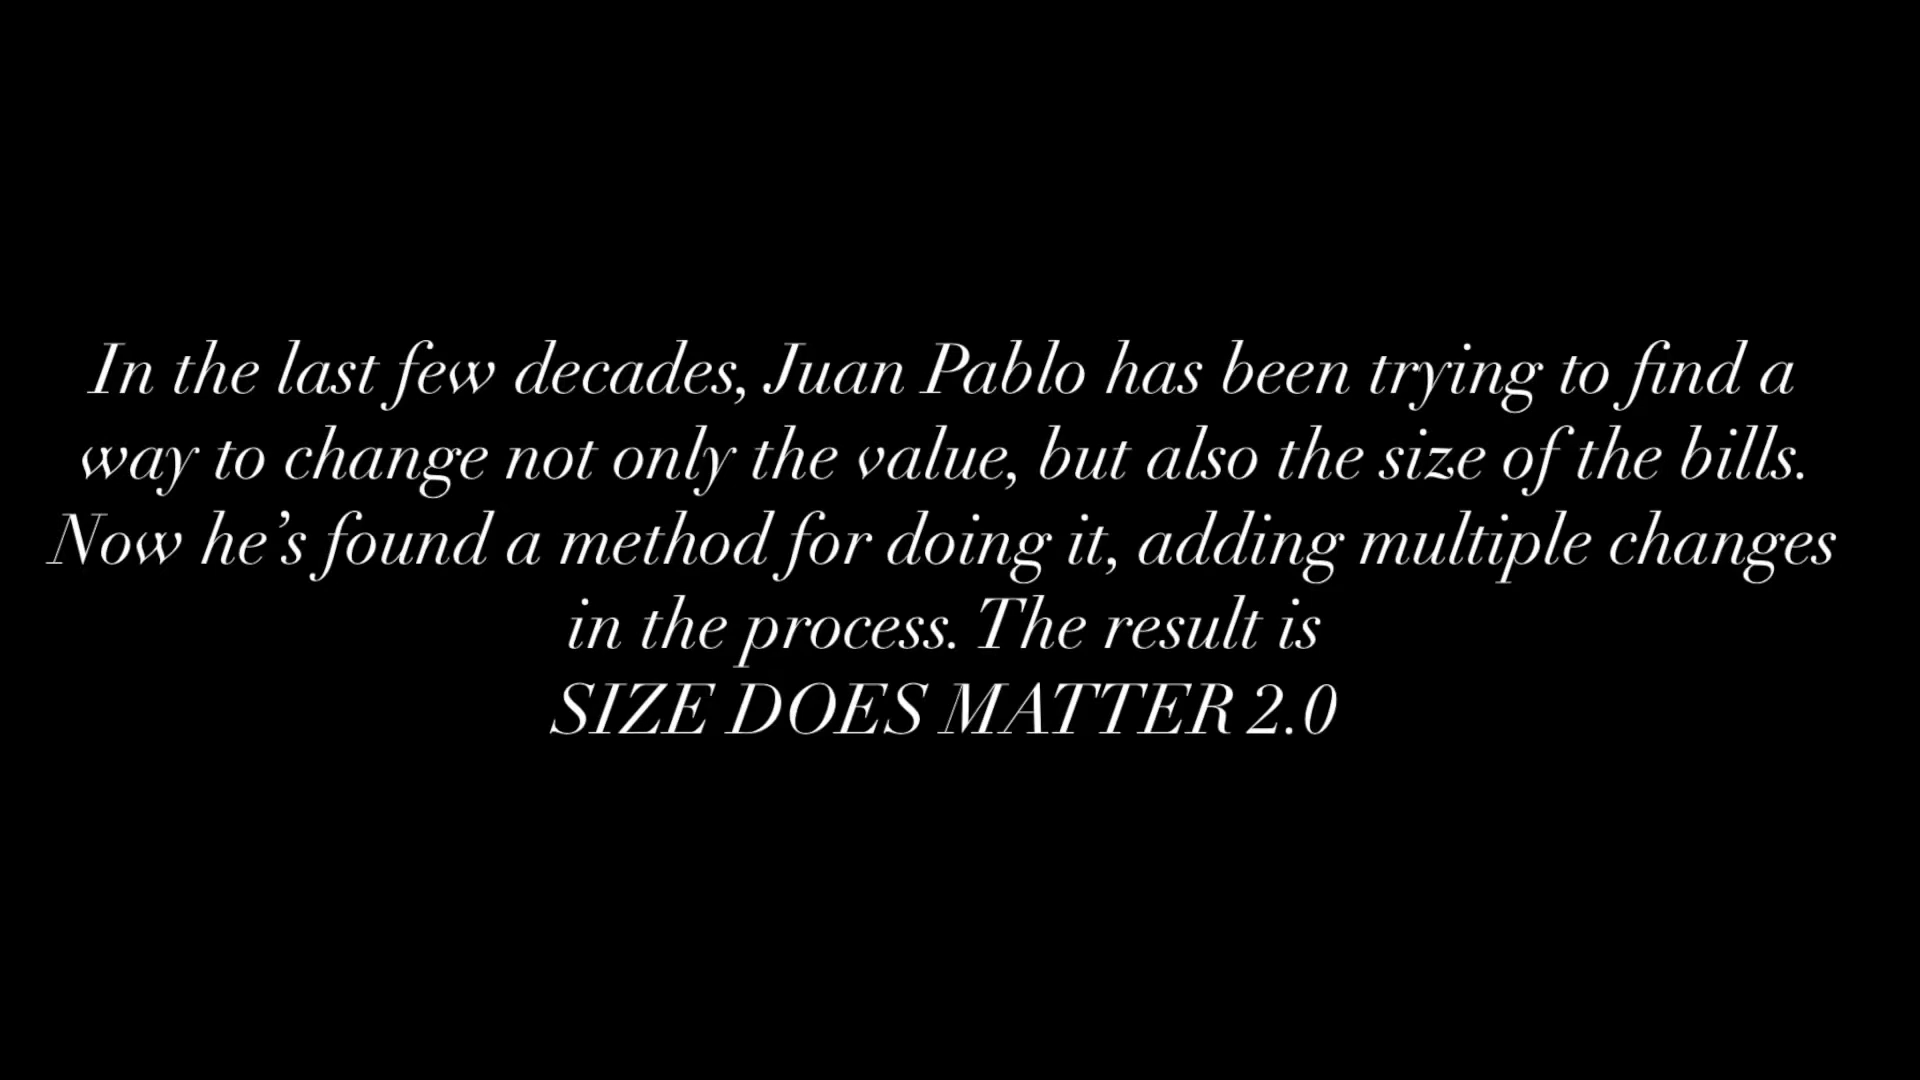 In the last few decades, Juan Pablo has been trying to find a
way to change not only the value, but also the size of the bills.
Now he’s found a method for doing it, adding multiple changes
in the process. The result is
SIZE DOES MATTER 2.0